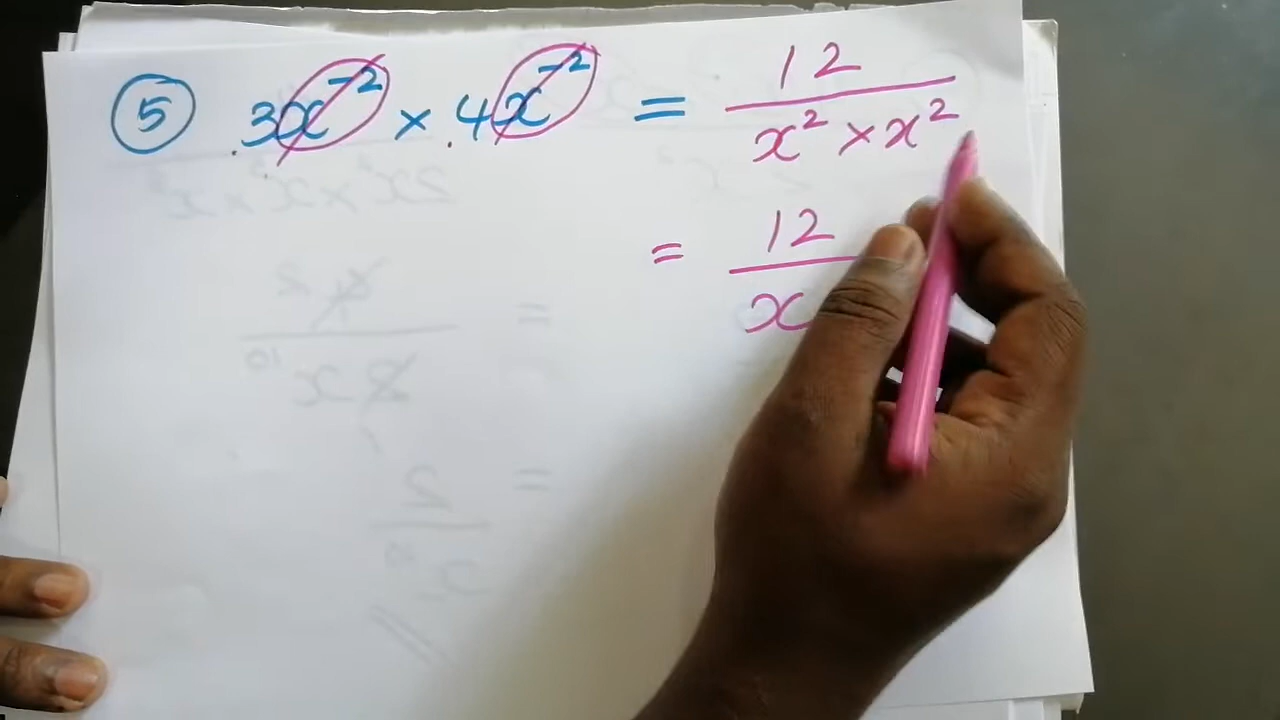 5 3x⁻² × 4x⁻² = 12 / x² × x²
= 12 / x